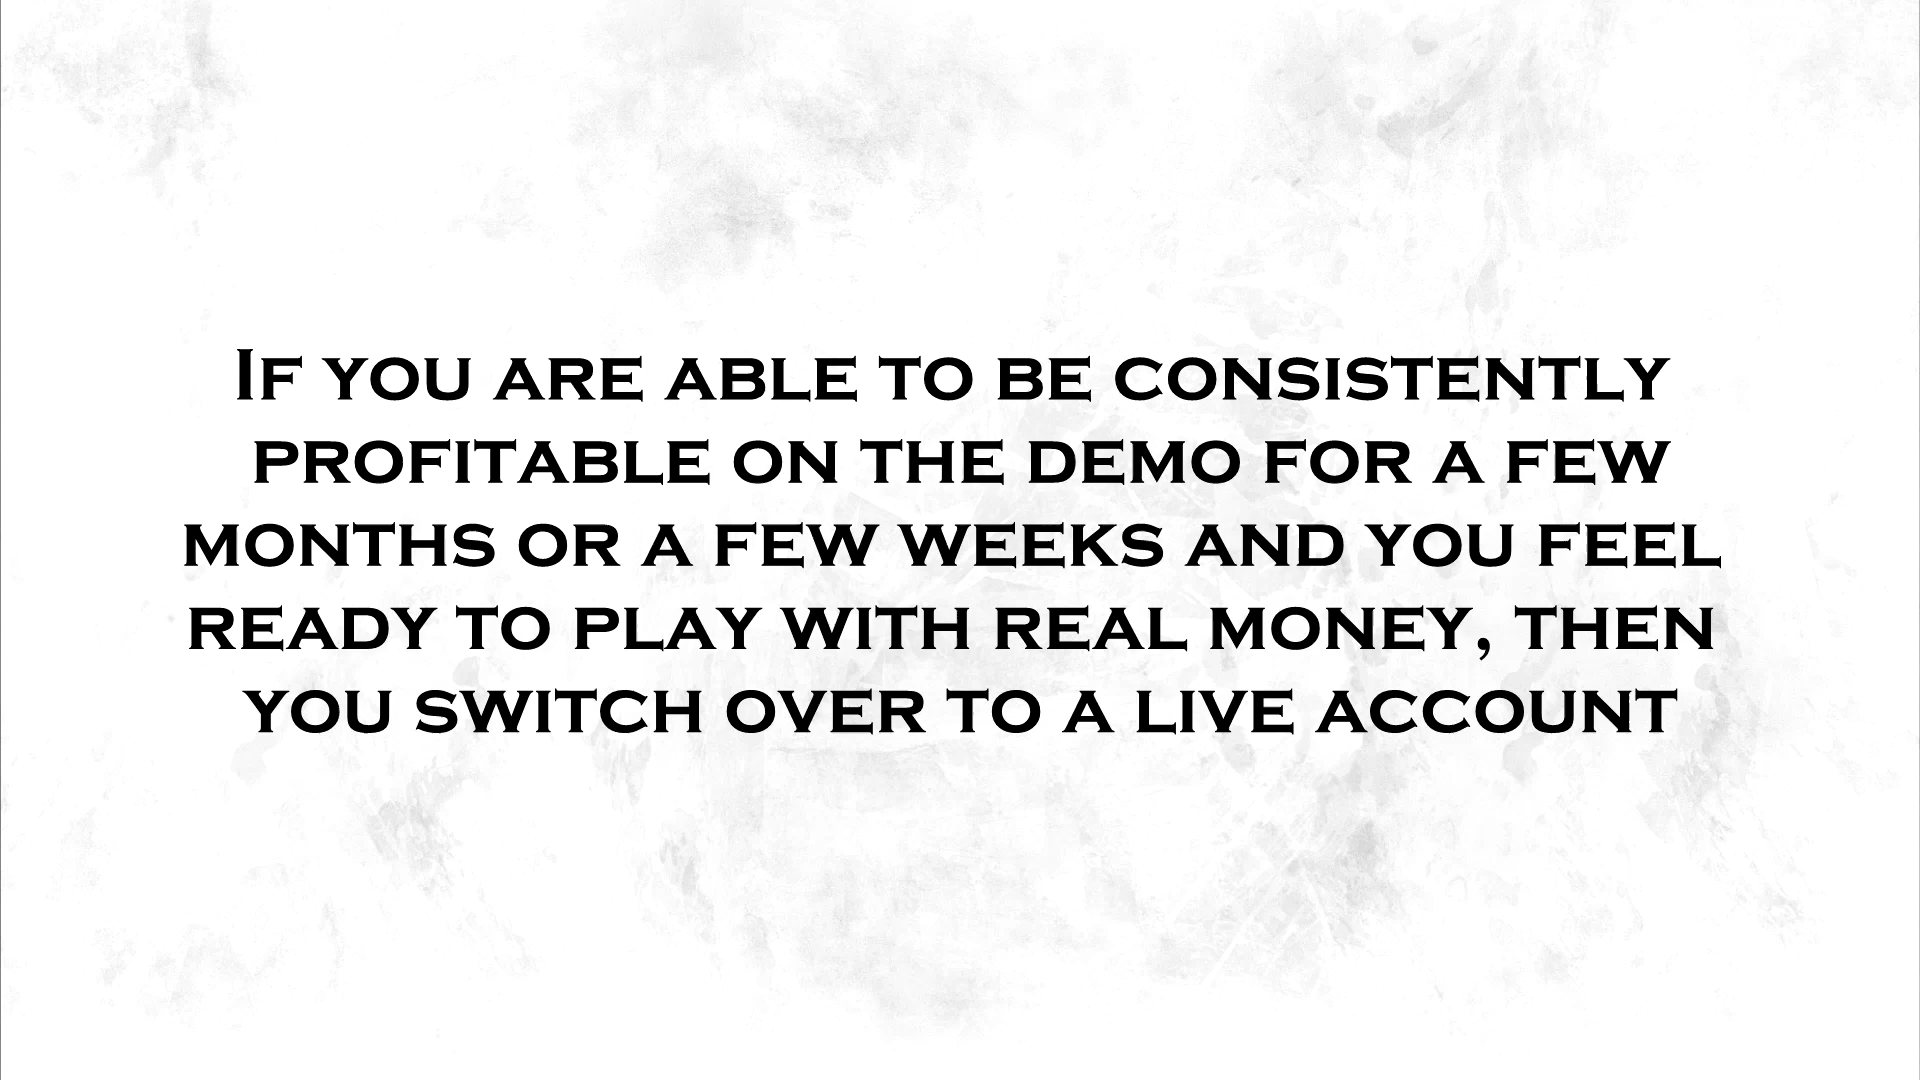 If you are able to be consistently
profitable on the demo for a few
months or a few weeks and you feel
ready to play with real money, then
you switch over to a live account